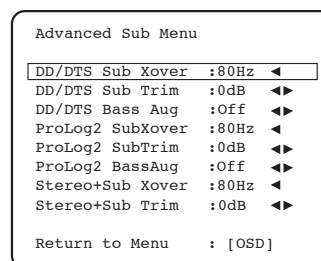 Advanced Sub Menu
DD/DTS Sub Xover :80Hz ◄
DD/DTS Sub Trim :0dB ◄►
DD/DTS Bass Aug :Off ◄►
ProLog2 SubXover :80Hz ◄
ProLog2 SubTrim :0dB ◄►
ProLog2 BassAug :Off ◄►
Stereo+Sub Xover :80Hz ◄
Stereo+Sub Trim :0dB ◄►
Return to Menu : [OSD]